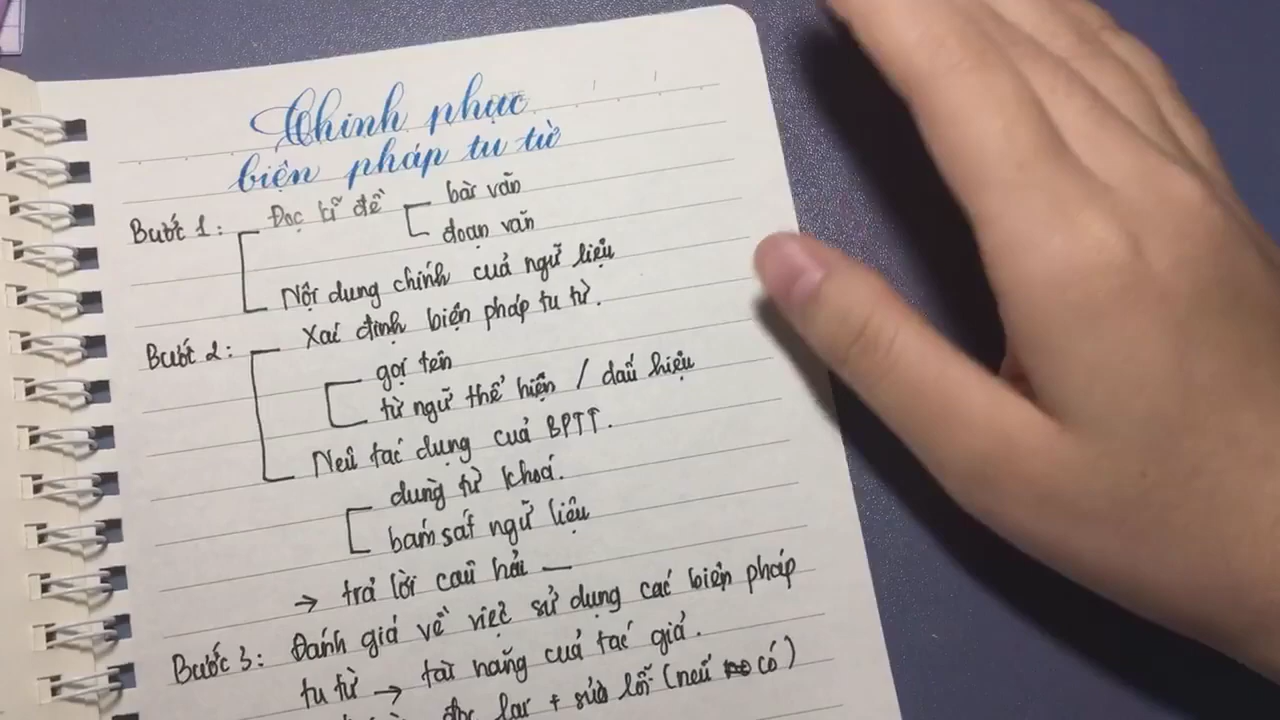 Chinh phục
biện pháp tu từ
Bước 1: Đọc kĩ đề bài văn
đoạn văn
Nội dung chính của ngữ liệu
Bước 2: Xác định biện pháp tu từ.
gọi tên
từ ngữ thể hiện / dấu hiệu
Nêu tác dụng của BPTT.
dùng từ khoá.
bám sát ngữ liệu
→ trả lời câu hỏi
Bước 3: Đánh giá về việc sử dụng các biện pháp
tu từ → tài năng của tác giả.
đọc lại + sửa lỗi (nếu có)